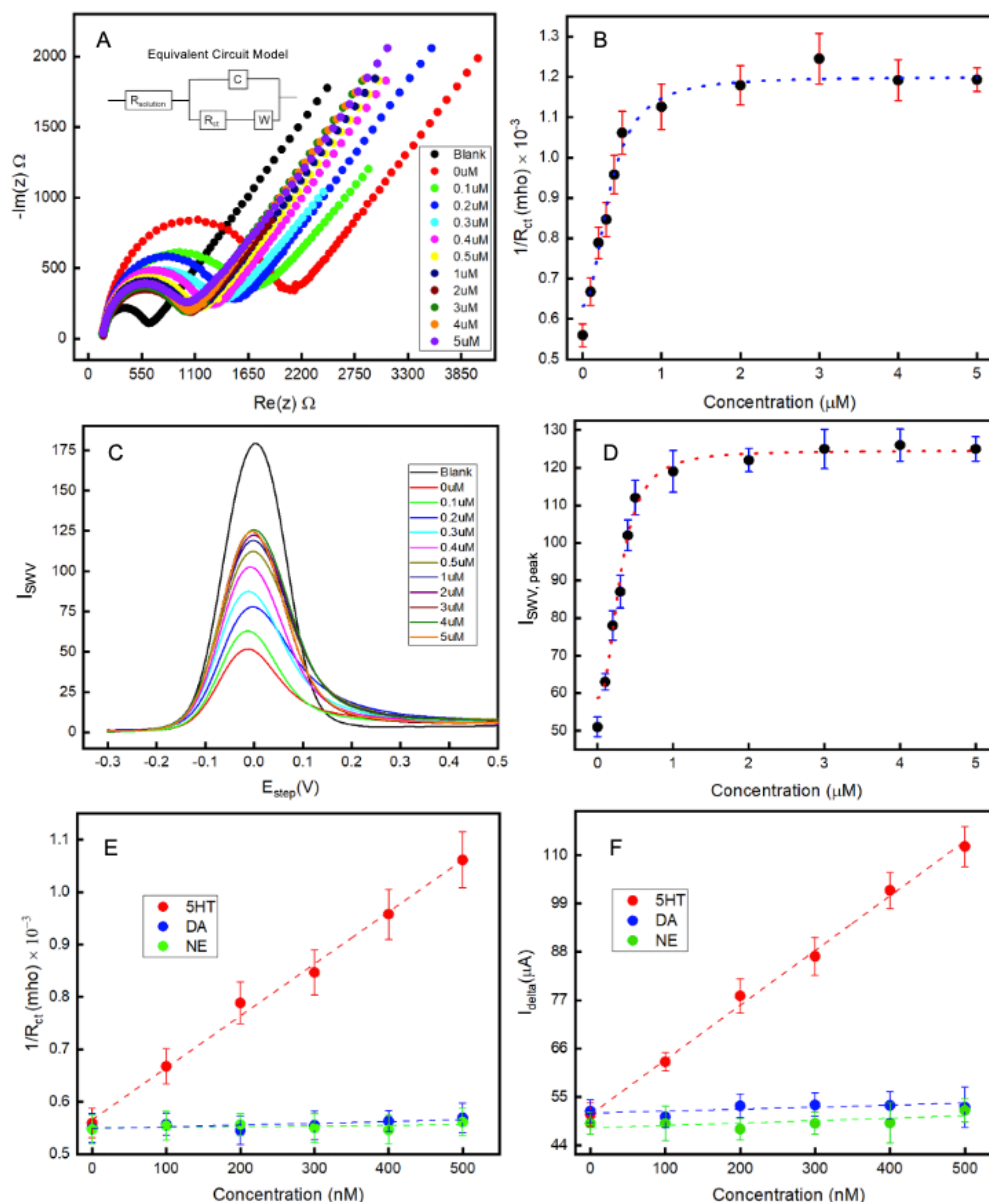 A
Equivalent Circuit Model
R_solution
C
R_ct
W
2000
1500
1000
500
0
-Im(z) Ω
Blank
0uM
0.1uM
0.2uM
0.3uM
0.4uM
0.5uM
1uM
2uM
3uM
4uM
5uM
0 550 1100 1650 2200 2750 3300 3850
Re(z) Ω
B
1.3
1.2
1.1
1.0
0.9
0.8
0.7
0.6
0.5
1/R_ct (mho) × 10⁻³
0 1 2 3 4 5
Concentration (μM)
C
175
150
125
100
75
50
25
0
I_SWV
Blank
0uM
0.1uM
0.2uM
0.3uM
0.4uM
0.5uM
1uM
2uM
3uM
4uM
5uM
-0.3 -0.2 -0.1 0.0 0.1 0.2 0.3 0.4 0.5
E_step(V)
D
130
120
110
100
90
80
70
60
50
I_SWV, peak
0 1 2 3 4 5
Concentration (μM)
E
1.1
1.0
0.9
0.8
0.7
0.6
0.5
1/R_ct (mho) × 10⁻³
5HT
DA
NE
0 100 200 300 400 500
Concentration (nM)
F
110
99
88
77
66
55
44
I_delta(μA)
5HT
DA
NE
0 100 200 300 400 500
Concentration (nM)